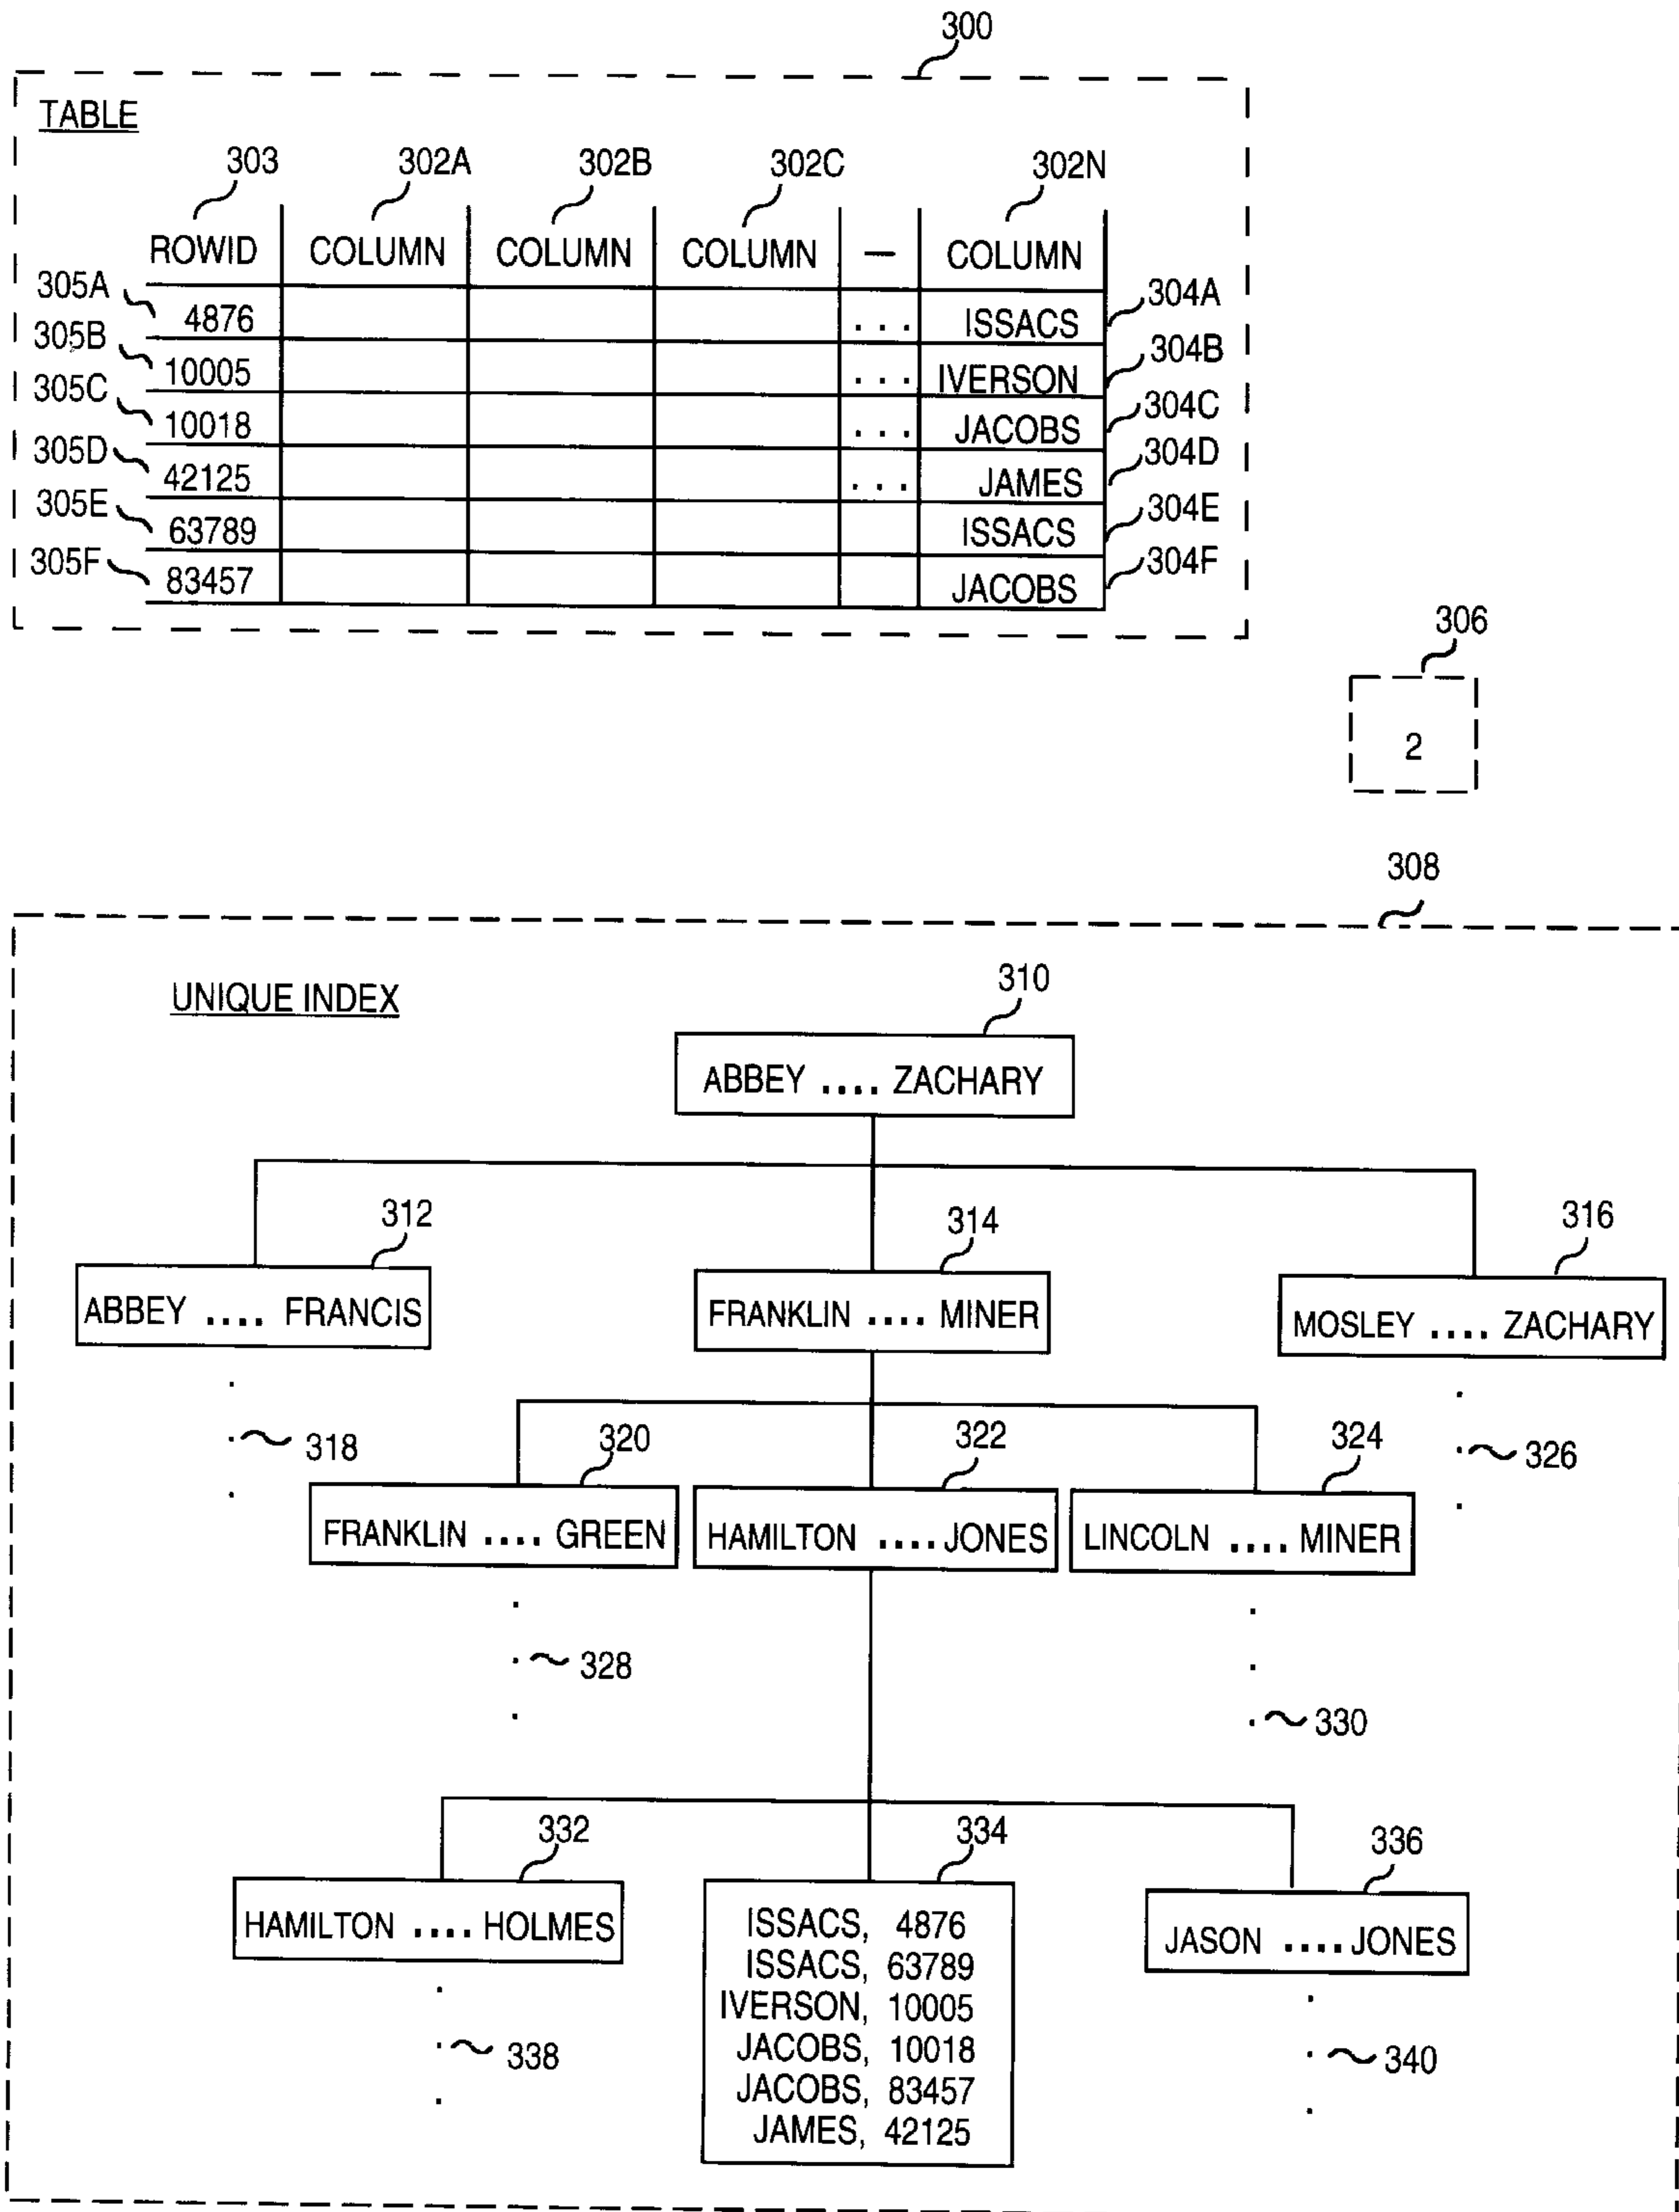 300
TABLE
303 302A 302B 302C 302N
ROWID COLUMN COLUMN COLUMN — COLUMN
305A 4876 ... ISSACS 304A
305B 10005 ... IVERSON 304B
305C 10018 ... JACOBS 304C
305D 42125 ... JAMES 304D
305E 63789 ISSACS 304E
305F 83457 JACOBS 304F
306
2
308
UNIQUE INDEX
310
ABBEY .... ZACHARY
312 314 316
ABBEY .... FRANCIS FRANKLIN .... MINER MOSLEY .... ZACHARY
318 320 322 324 326
FRANKLIN .... GREEN HAMILTON .... JONES LINCOLN .... MINER
328 330
332 334 336
HAMILTON .... HOLMES JASON .... JONES
ISSACS, 4876
ISSACS, 63789
IVERSON, 10005
JACOBS, 10018
JACOBS, 83457
JAMES, 42125
338 340